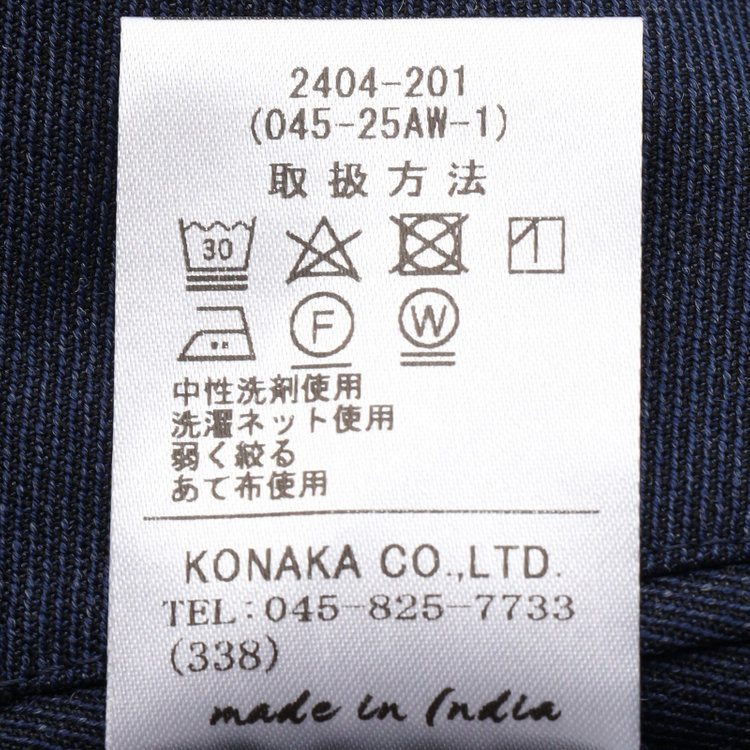 2404-201
(045-25AW-1)
取扱方法
30
F W
中性洗剤使用
洗濯ネット使用
弱く絞る
あて布使用
KONAKA CO.,LTD.
TEL:045-825-7733
(338)
made in India